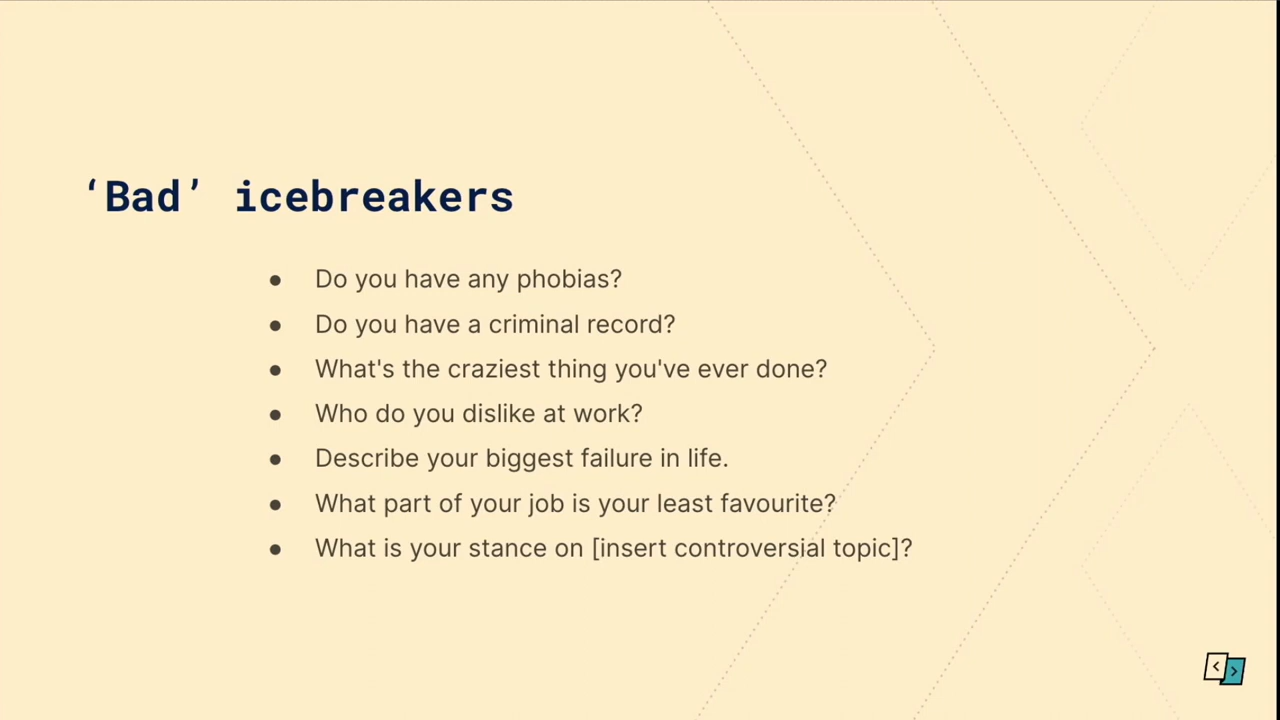 ‘Bad’ icebreakers
● Do you have any phobias?
● Do you have a criminal record?
● What's the craziest thing you've ever done?
● Who do you dislike at work?
● Describe your biggest failure in life.
● What part of your job is your least favourite?
● What is your stance on [insert controversial topic]?